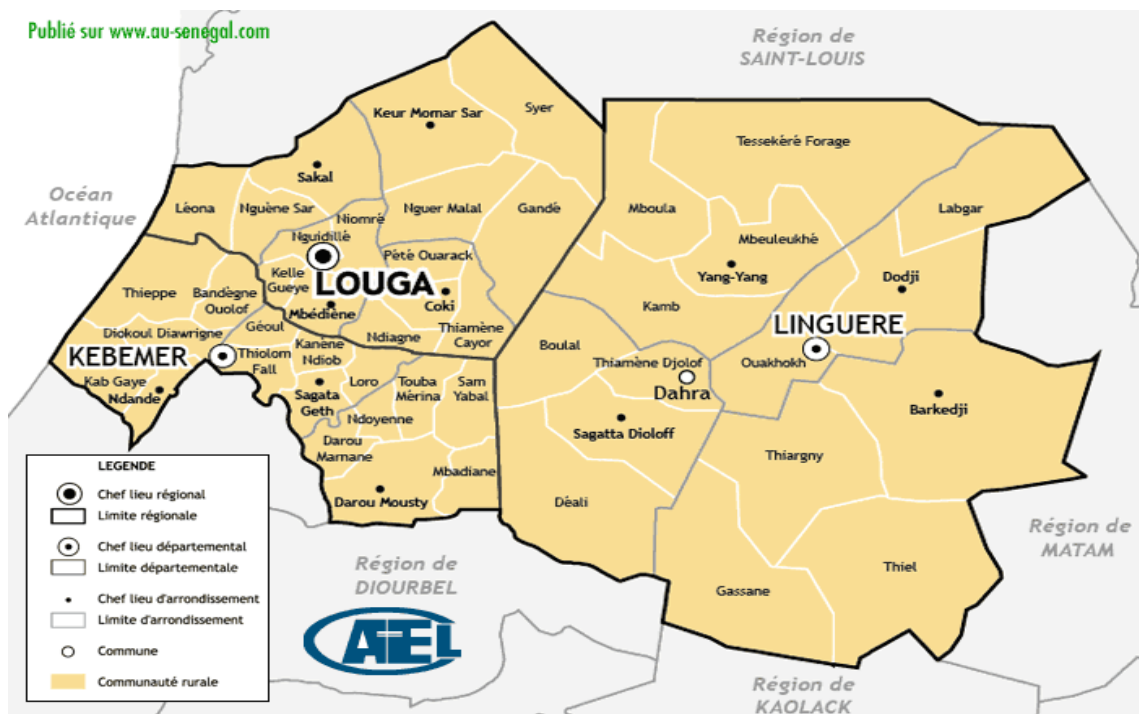 Publié sur www.au-senegal.com
Région de
SAINT-LOUIS
Océan
Atlantique
Keur Momar Sar
Syer
Tessekéré Forage
Sakal
Léona
Nguène Sar
Niomré
Nguer Malal
Gandé
Mboula
Labgar
Nguidillé
Mbeuleukhé
Pété Ouarack
Yang-Yang
Dodji
Kelle
Gueye
LOUGA
Thieppe
Bandègne
Ouolof
Mbédiène
Coki
Kamb
LINGUERE
Diokoul Diawrigne
Géoul
Ndiagne
Thiamène
Cayor
Boulal
KEBEMER
Thiolom
Fall
Kanène
Ndiob
Thiamène Djolof
Ouakhokh
Dahra
Kab Gaye
Ndande
Sagata
Geth
Loro
Touba
Mèrina
Sam
Yabal
Barkedji
Ndoyenne
Sagatta Dioloff
Darou
Marnane
Mbadiane
Thiargny
Darou Mousty
Déali
Gassane
Thiel
Région de
MATAM
Région de
DIOURBEL
Région de
KAOLACK
LEGENDE
Chef lieu régional
Limite régionale
Chef lieu départemental
Limite départementale
Chef lieu d'arrondissement
Limite d'arrondissement
Commune
Communauté rurale
AEL